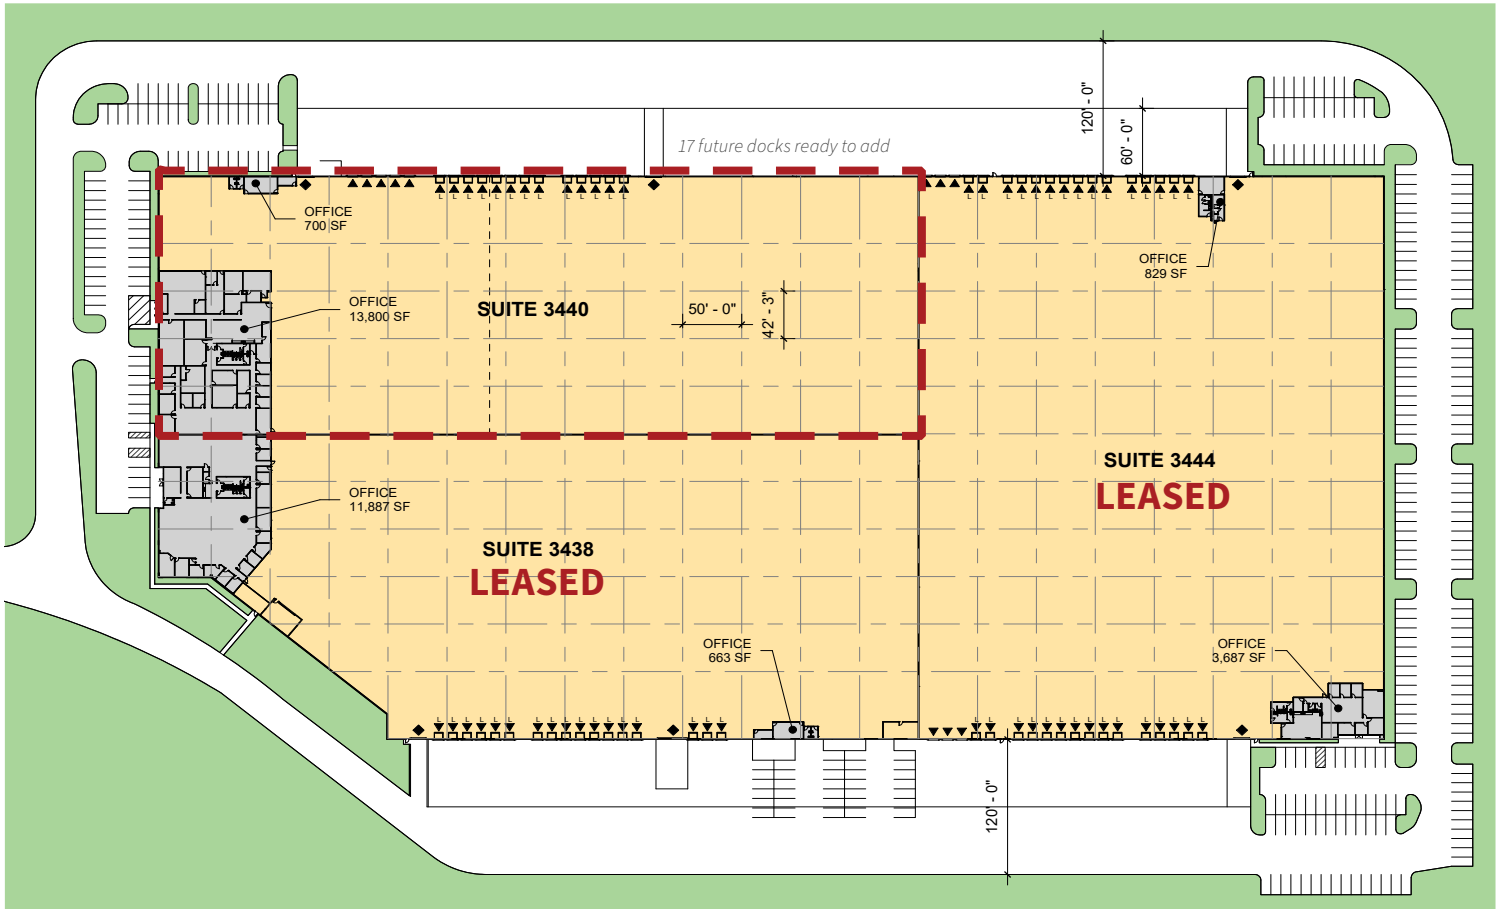 120' - 0"
60' - 0"
17 future docks ready to add
L L L L L L L L L L L L L
L L L L L L L L L L L L L L L
OFFICE
700 SF
OFFICE
829 SF
OFFICE
13,800 SF
SUITE 3440
50' - 0"
42' - 3"
SUITE 3444
LEASED
OFFICE
11,887 SF
SUITE 3438
LEASED
OFFICE
663 SF
OFFICE
3,687 SF
L L L L L L L L L L L L L L L L L
L L L L L L L L L L L L L L L L
120' - 0"